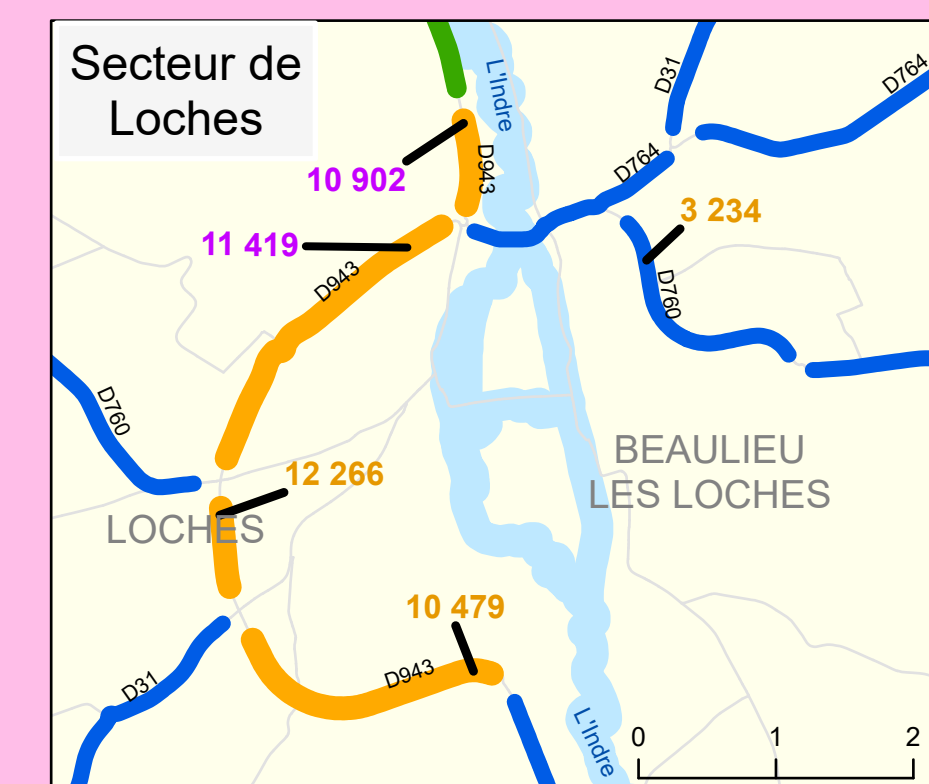 Secteur de
Loches
L'Indre
D31
D764
10 902
D943
D764
3 234
11 419
D943
D760
D760
BEAULIEU
LES LOCHES
12 266
LOCHES
10 479
D943
D31
L'Indre
0 1 2